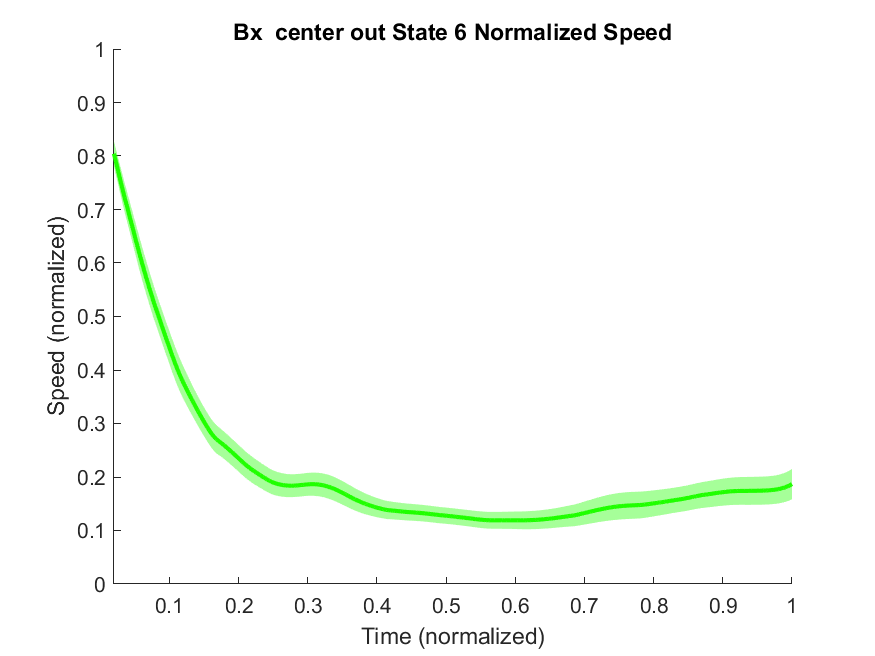 Bx  center out State 6 Normalized Speed
1
0.9
0.8
0.7
0.6
0.5
0.4
0.3
0.2
0.1
0
Speed (normalized)
0.1 0.2 0.3 0.4 0.5 0.6 0.7 0.8 0.9 1
Time (normalized)